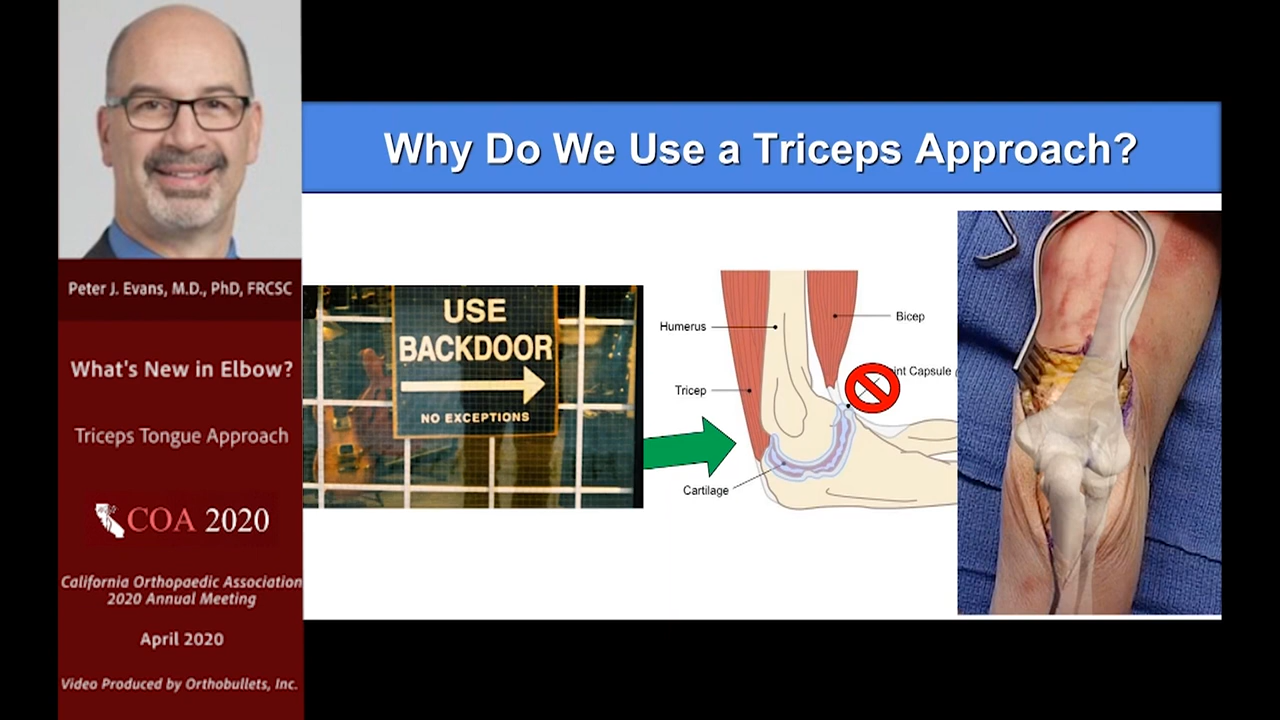 Peter J. Evans, M.D., PhD, FRCSC
What's New in Elbow?
Triceps Tongue Approach
COA 2020
California Orthopaedic Association
2020 Annual Meeting
April 2020
Video Produced by Orthobullets, Inc.
Why Do We Use a Triceps Approach?
USE
BACKDOOR
NO EXCEPTIONS
Humerus
Bicep
Tricep
Capsule
Cartilage